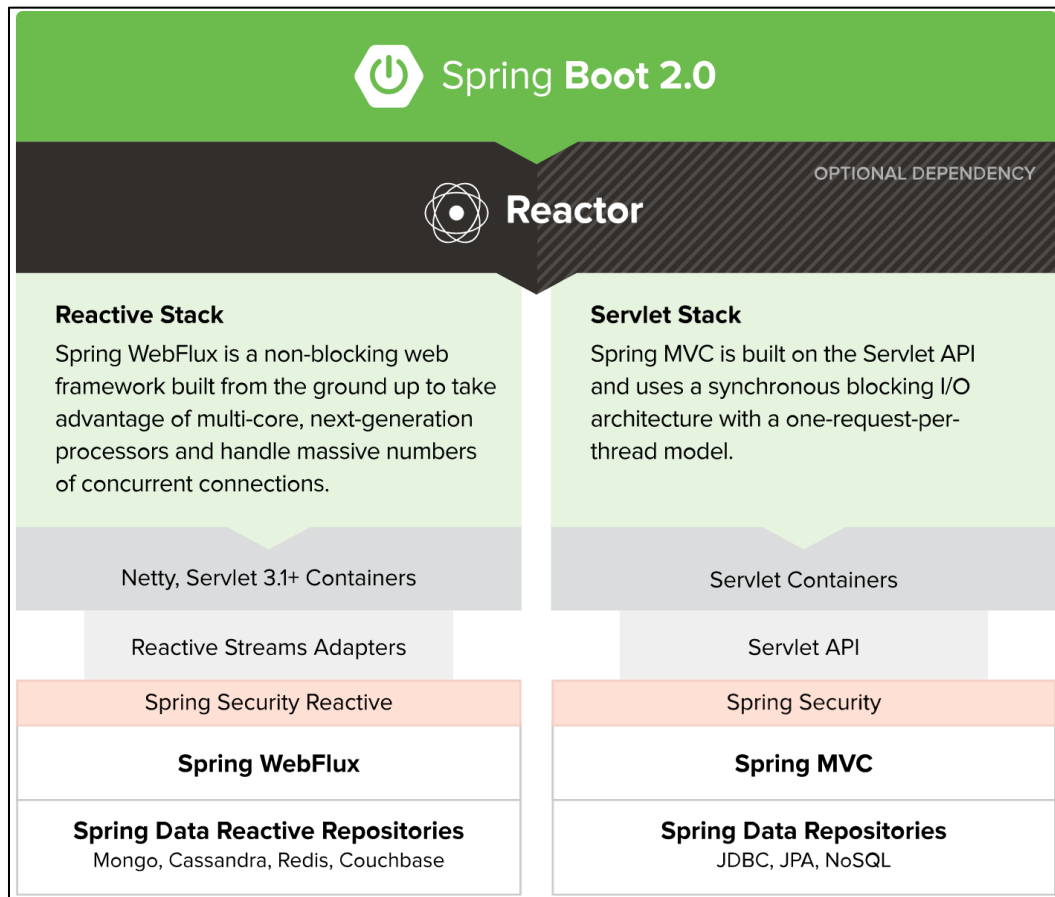 Spring Boot 2.0
OPTIONAL DEPENDENCY
Reactor
Reactive Stack
Spring WebFlux is a non-blocking web
framework built from the ground up to take
advantage of multi-core, next-generation
processors and handle massive numbers
of concurrent connections.
Servlet Stack
Spring MVC is built on the Servlet API
and uses a synchronous blocking I/O
architecture with a one-request-per-
thread model.
Netty, Servlet 3.1+ Containers
Servlet Containers
Reactive Streams Adapters
Servlet API
Spring Security Reactive
Spring Security
Spring WebFlux
Spring MVC
Spring Data Reactive Repositories
Mongo, Cassandra, Redis, Couchbase
Spring Data Repositories
JDBC, JPA, NoSQL